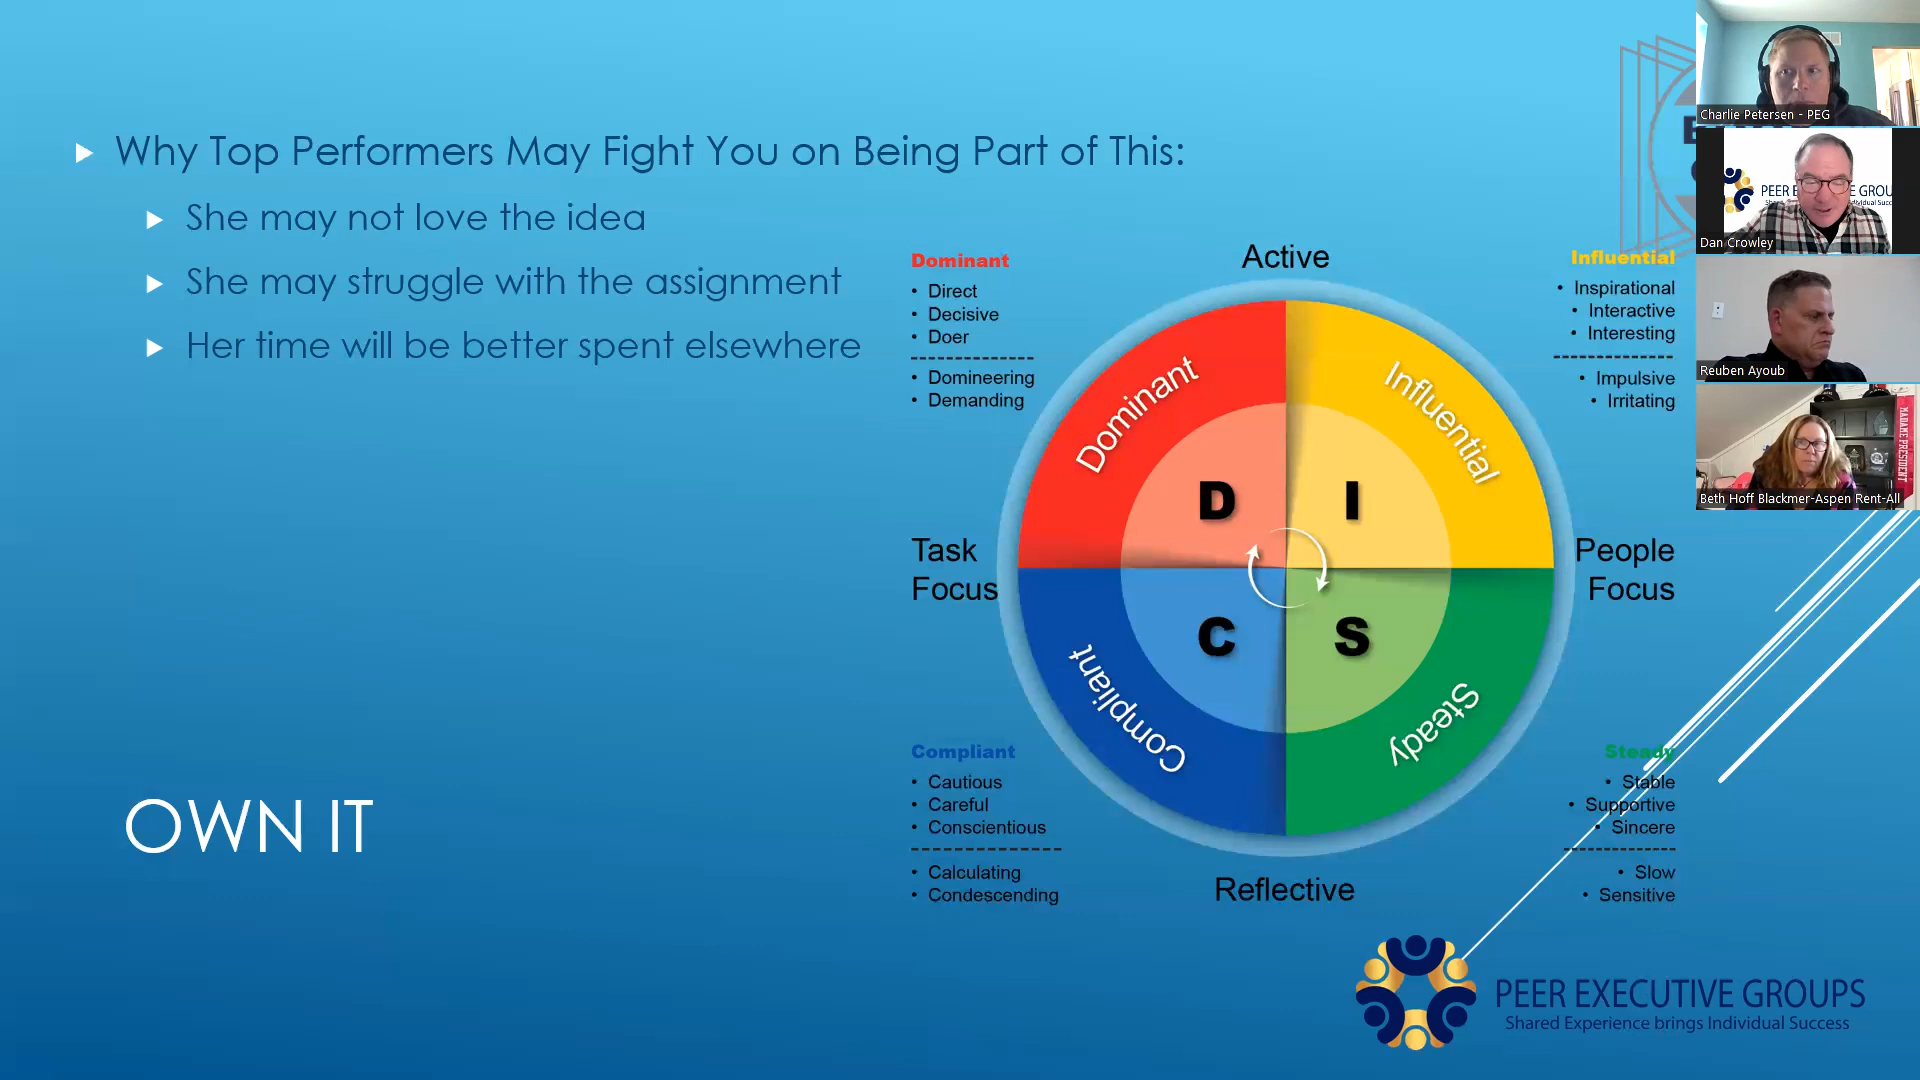 Why Top Performers May Fight You on Being Part of This:
She may not love the idea
She may struggle with the assignment
Her time will be better spent elsewhere
OWN IT
Active
Dominant
• Direct
• Decisive
• Doer
• Domineering
• Demanding
Influential
• Inspirational
• Interactive
• Interesting
• Impulsive
• Irritating
Dominant
Influential
D
I
Task
Focus
People
Focus
C
S
Compliant
Steady
Compliant
• Cautious
• Careful
• Conscientious
• Calculating
• Condescending
Steady
• Stable
• Supportive
• Sincere
• Slow
• Sensitive
Reflective
PEER EXECUTIVE GROUPS
Shared Experience brings Individual Success
Charlie Petersen - PEG
Dan Crowley
Reuben Ayoub
MADAME PRESIDENT
Beth Hoff Blackmer-Aspen Rent-All